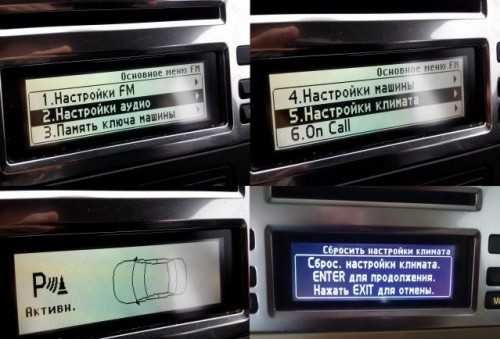 Основное меню FM
1.Настройки FM
2.Настройки аудио
3.Память ключа машины
Основное меню FM
4.Настройки машины
5.Настройки климата
6.On Call
P
Активн.
Сбросить настройки климата
Сброс. настройки климата.
ENTER для продолжения.
Нажать EXIT для отмены.